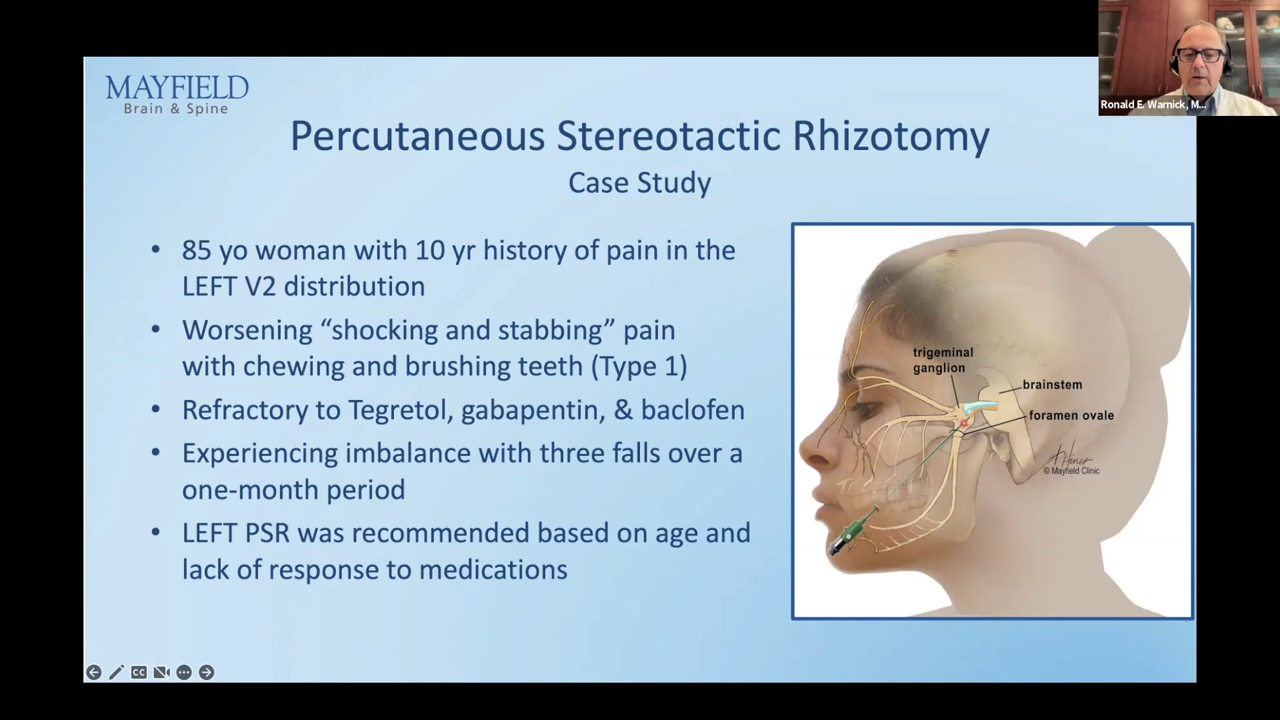 MAYFIELD
Brain & Spine
Ronald E. Warnick, M...
Percutaneous Stereotactic Rhizotomy
Case Study
• 85 yo woman with 10 yr history of pain in the
LEFT V2 distribution
• Worsening “shocking and stabbing” pain
with chewing and brushing teeth (Type 1)
• Refractory to Tegretol, gabapentin, & baclofen
• Experiencing imbalance with three falls over a
one-month period
• LEFT PSR was recommended based on age and
lack of response to medications
trigeminal
ganglion
brainstem
foramen ovale
© Mayfield Clinic
CC